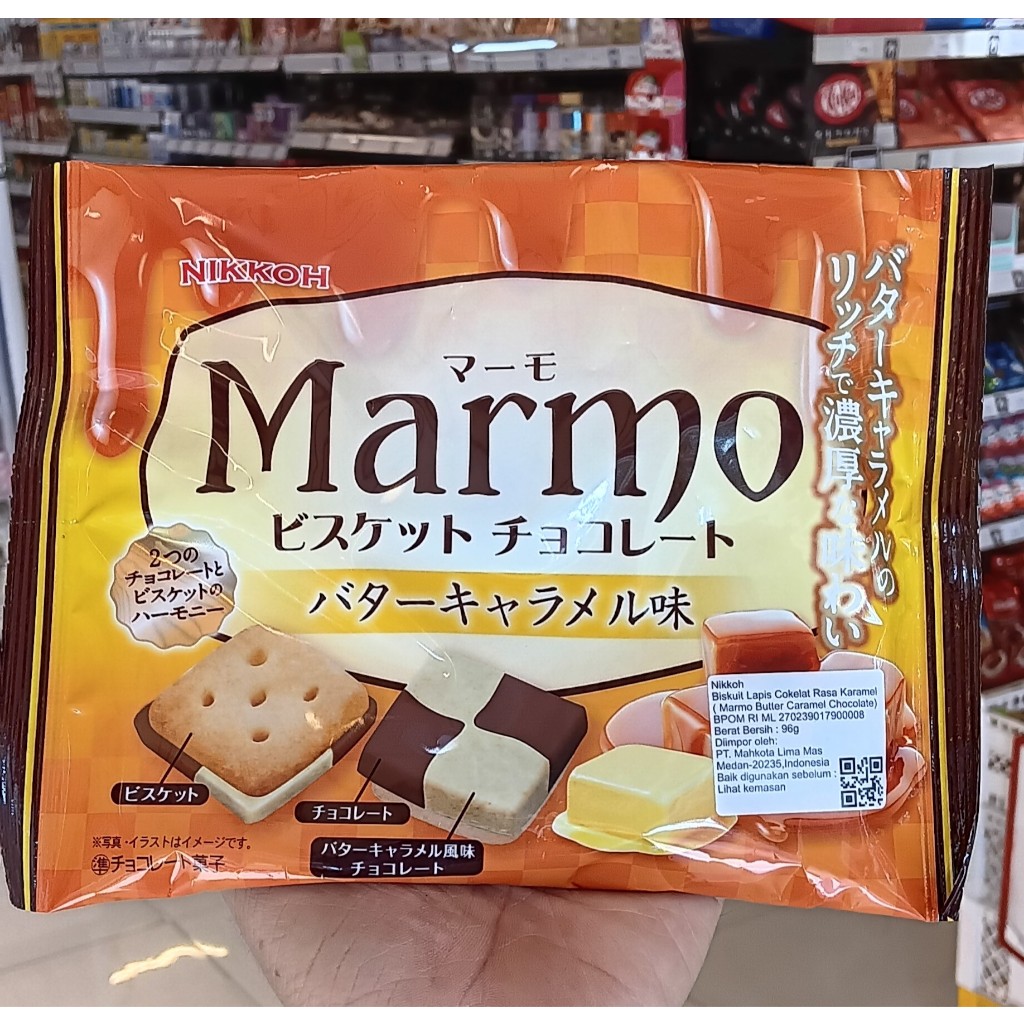 NIKKOH
マーモ
Marmo
ビスケット チョコレート
バターキャラメル味
バターキャラメルの
リッチで濃厚な味わい
2つの
チョコレートと
ビスケットの
ハーモニー
ビスケット
チョコレート
バターキャラメル風味
チョコレート
※写真・イラストはイメージです。
準チョコレート菓子
Nikkoh
Biskuit Lapis Cokelat Rasa Karamel
( Marmo Butter Caramel Chocolate)
BPOM RI ML 270239017900008
Berat Bersih : 96g
Diimpor oleh:
PT. Mahkota Lima Mas
Medan-20235,Indonesia
Baik digunakan sebelum :
Lihat kemasan
KitKat